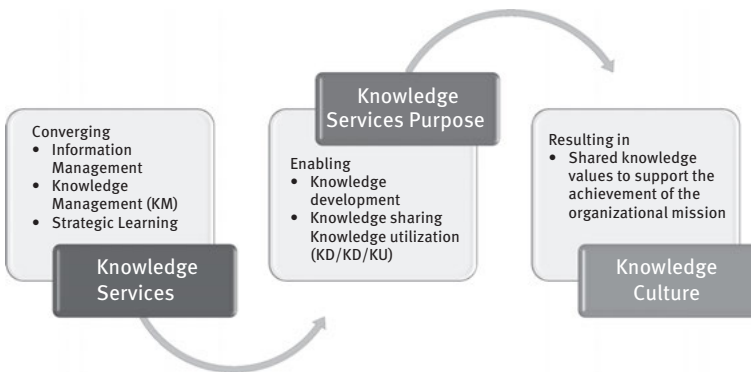 Converging
• Information
Management
• Knowledge
Management (KM)
• Strategic Learning
Knowledge
Services
Knowledge
Services Purpose
Enabling
• Knowledge
development
• Knowledge sharing
Knowledge utilization
(KD/KD/KU)
Resulting in
• Shared knowledge
values to support the
achievement of the
organizational mission
Knowledge
Culture